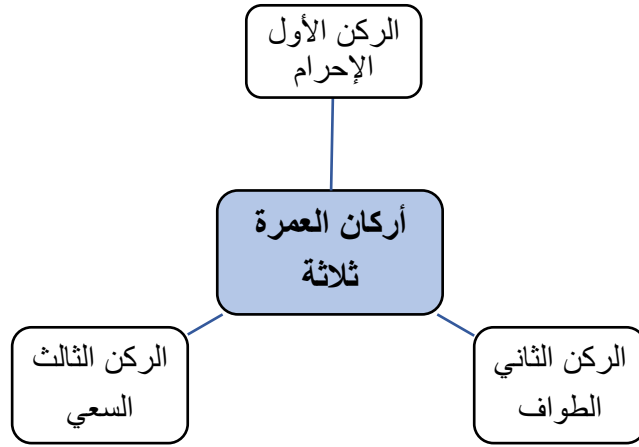 الركن الأول
الإحرام
أركان العمرة
ثلاثة
الركن الثاني
الطواف
الركن الثالث
السعي